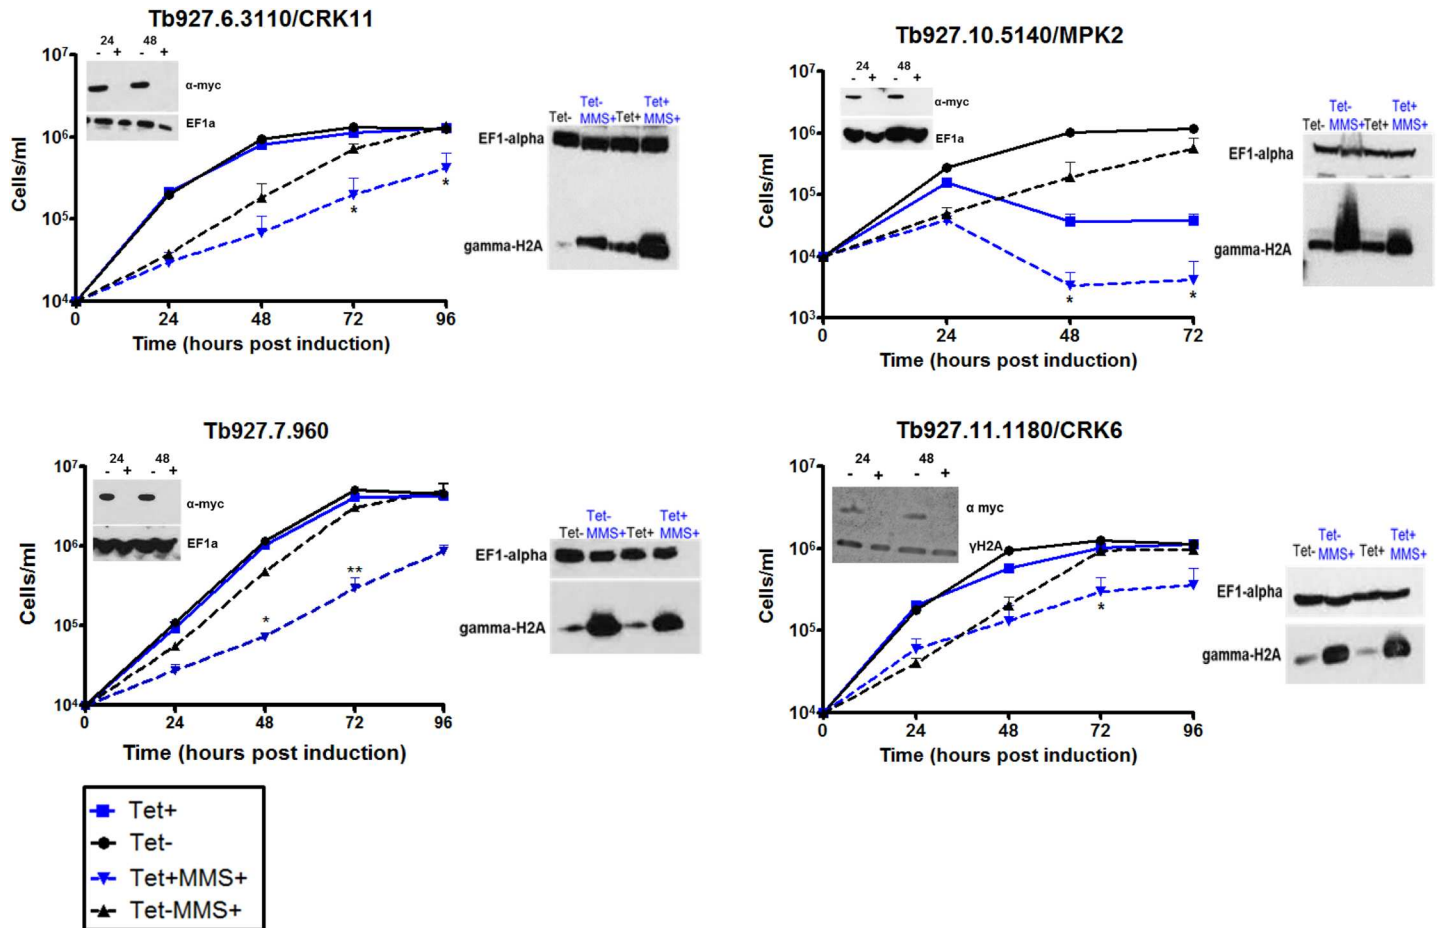 Tb927.6.3110/CRK11
24 48
- + - +
α-myc
EF1a
10⁷
10⁶
10⁵
10⁴
Cells/ml
0 24 48 72 96
Time (hours post induction)
*
*
Tet- Tet- MMS+ Tet+ Tet+ MMS+
EF1-alpha
gamma-H2A
Tb927.10.5140/MPK2
24 48
- + - +
α-myc
EF1a
10⁷
10⁶
10⁵
10⁴
10³
Cells/ml
0 24 48 72
Time (hours post induction)
*
*
Tet- Tet- MMS+ Tet+ Tet+ MMS+
EF1-alpha
gamma-H2A
Tb927.7.960
24 48
- + - +
α-myc
EF1a
10⁷
10⁶
10⁵
10⁴
Cells/ml
0 24 48 72 96
Time (hours post induction)
*
**
Tet- Tet- MMS+ Tet+ Tet+ MMS+
EF1-alpha
gamma-H2A
Tb927.11.1180/CRK6
24 48
- + - +
α myc
γH2A
10⁷
10⁶
10⁵
10⁴
Cells/ml
0 24 48 72 96
Time (hours post induction)
*
Tet- Tet- MMS+ Tet+ Tet+ MMS+
EF1-alpha
gamma-H2A
Tet+
Tet-
Tet+MMS+
Tet-MMS+